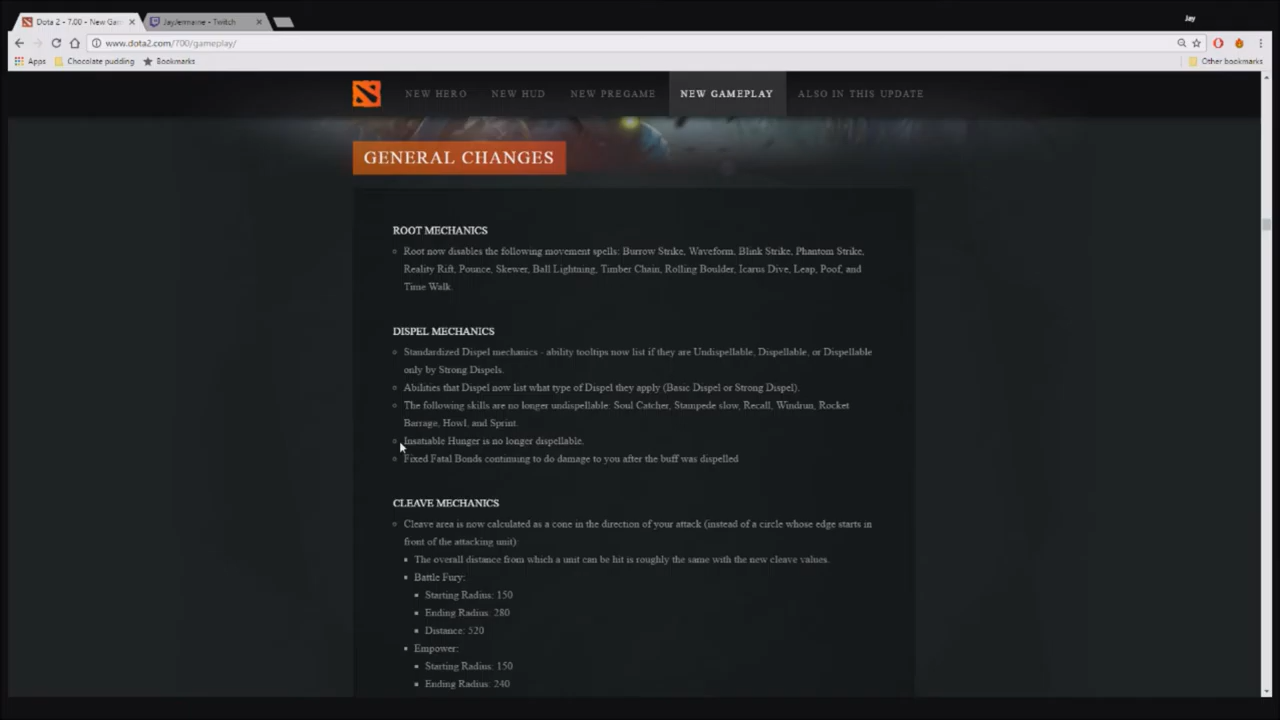 Dota 2 - 7.00 - New Gam
JayJermaine - Twitch
Jay
www.dota2.com/700/gameplay/
Apps
Chocolate pudding
Bookmarks
Other bookmarks
NEW HERO
NEW HUD
NEW PREGAME
NEW GAMEPLAY
ALSO IN THIS UPDATE
GENERAL CHANGES
ROOT MECHANICS
Root now disables the following movement spells: Burrow Strike, Waveform, Blink Strike, Phantom Strike,
Reality Rift, Pounce, Skewer, Ball Lightning, Timber Chain, Rolling Boulder, Icarus Dive, Leap, Poof, and
Time Walk.
DISPEL MECHANICS
Standardized Dispel mechanics - ability tooltips now list if they are Undispellable, Dispellable, or Dispellable
only by Strong Dispels.
Abilities that Dispel now list what type of Dispel they apply (Basic Dispel or Strong Dispel).
The following skills are no longer undispellable: Soul Catcher, Stampede slow, Recall, Windrun, Rocket
Barrage, Howl, and Sprint.
Insatiable Hunger is no longer dispellable.
Fixed Fatal Bonds continuing to do damage to you after the buff was dispelled
CLEAVE MECHANICS
Cleave area is now calculated as a cone in the direction of your attack (instead of a circle whose edge starts in
front of the attacking unit):
The overall distance from which a unit can be hit is roughly the same with the new cleave values.
Battle Fury:
Starting Radius: 150
Ending Radius: 280
Distance: 520
Empower:
Starting Radius: 150
Ending Radius: 240